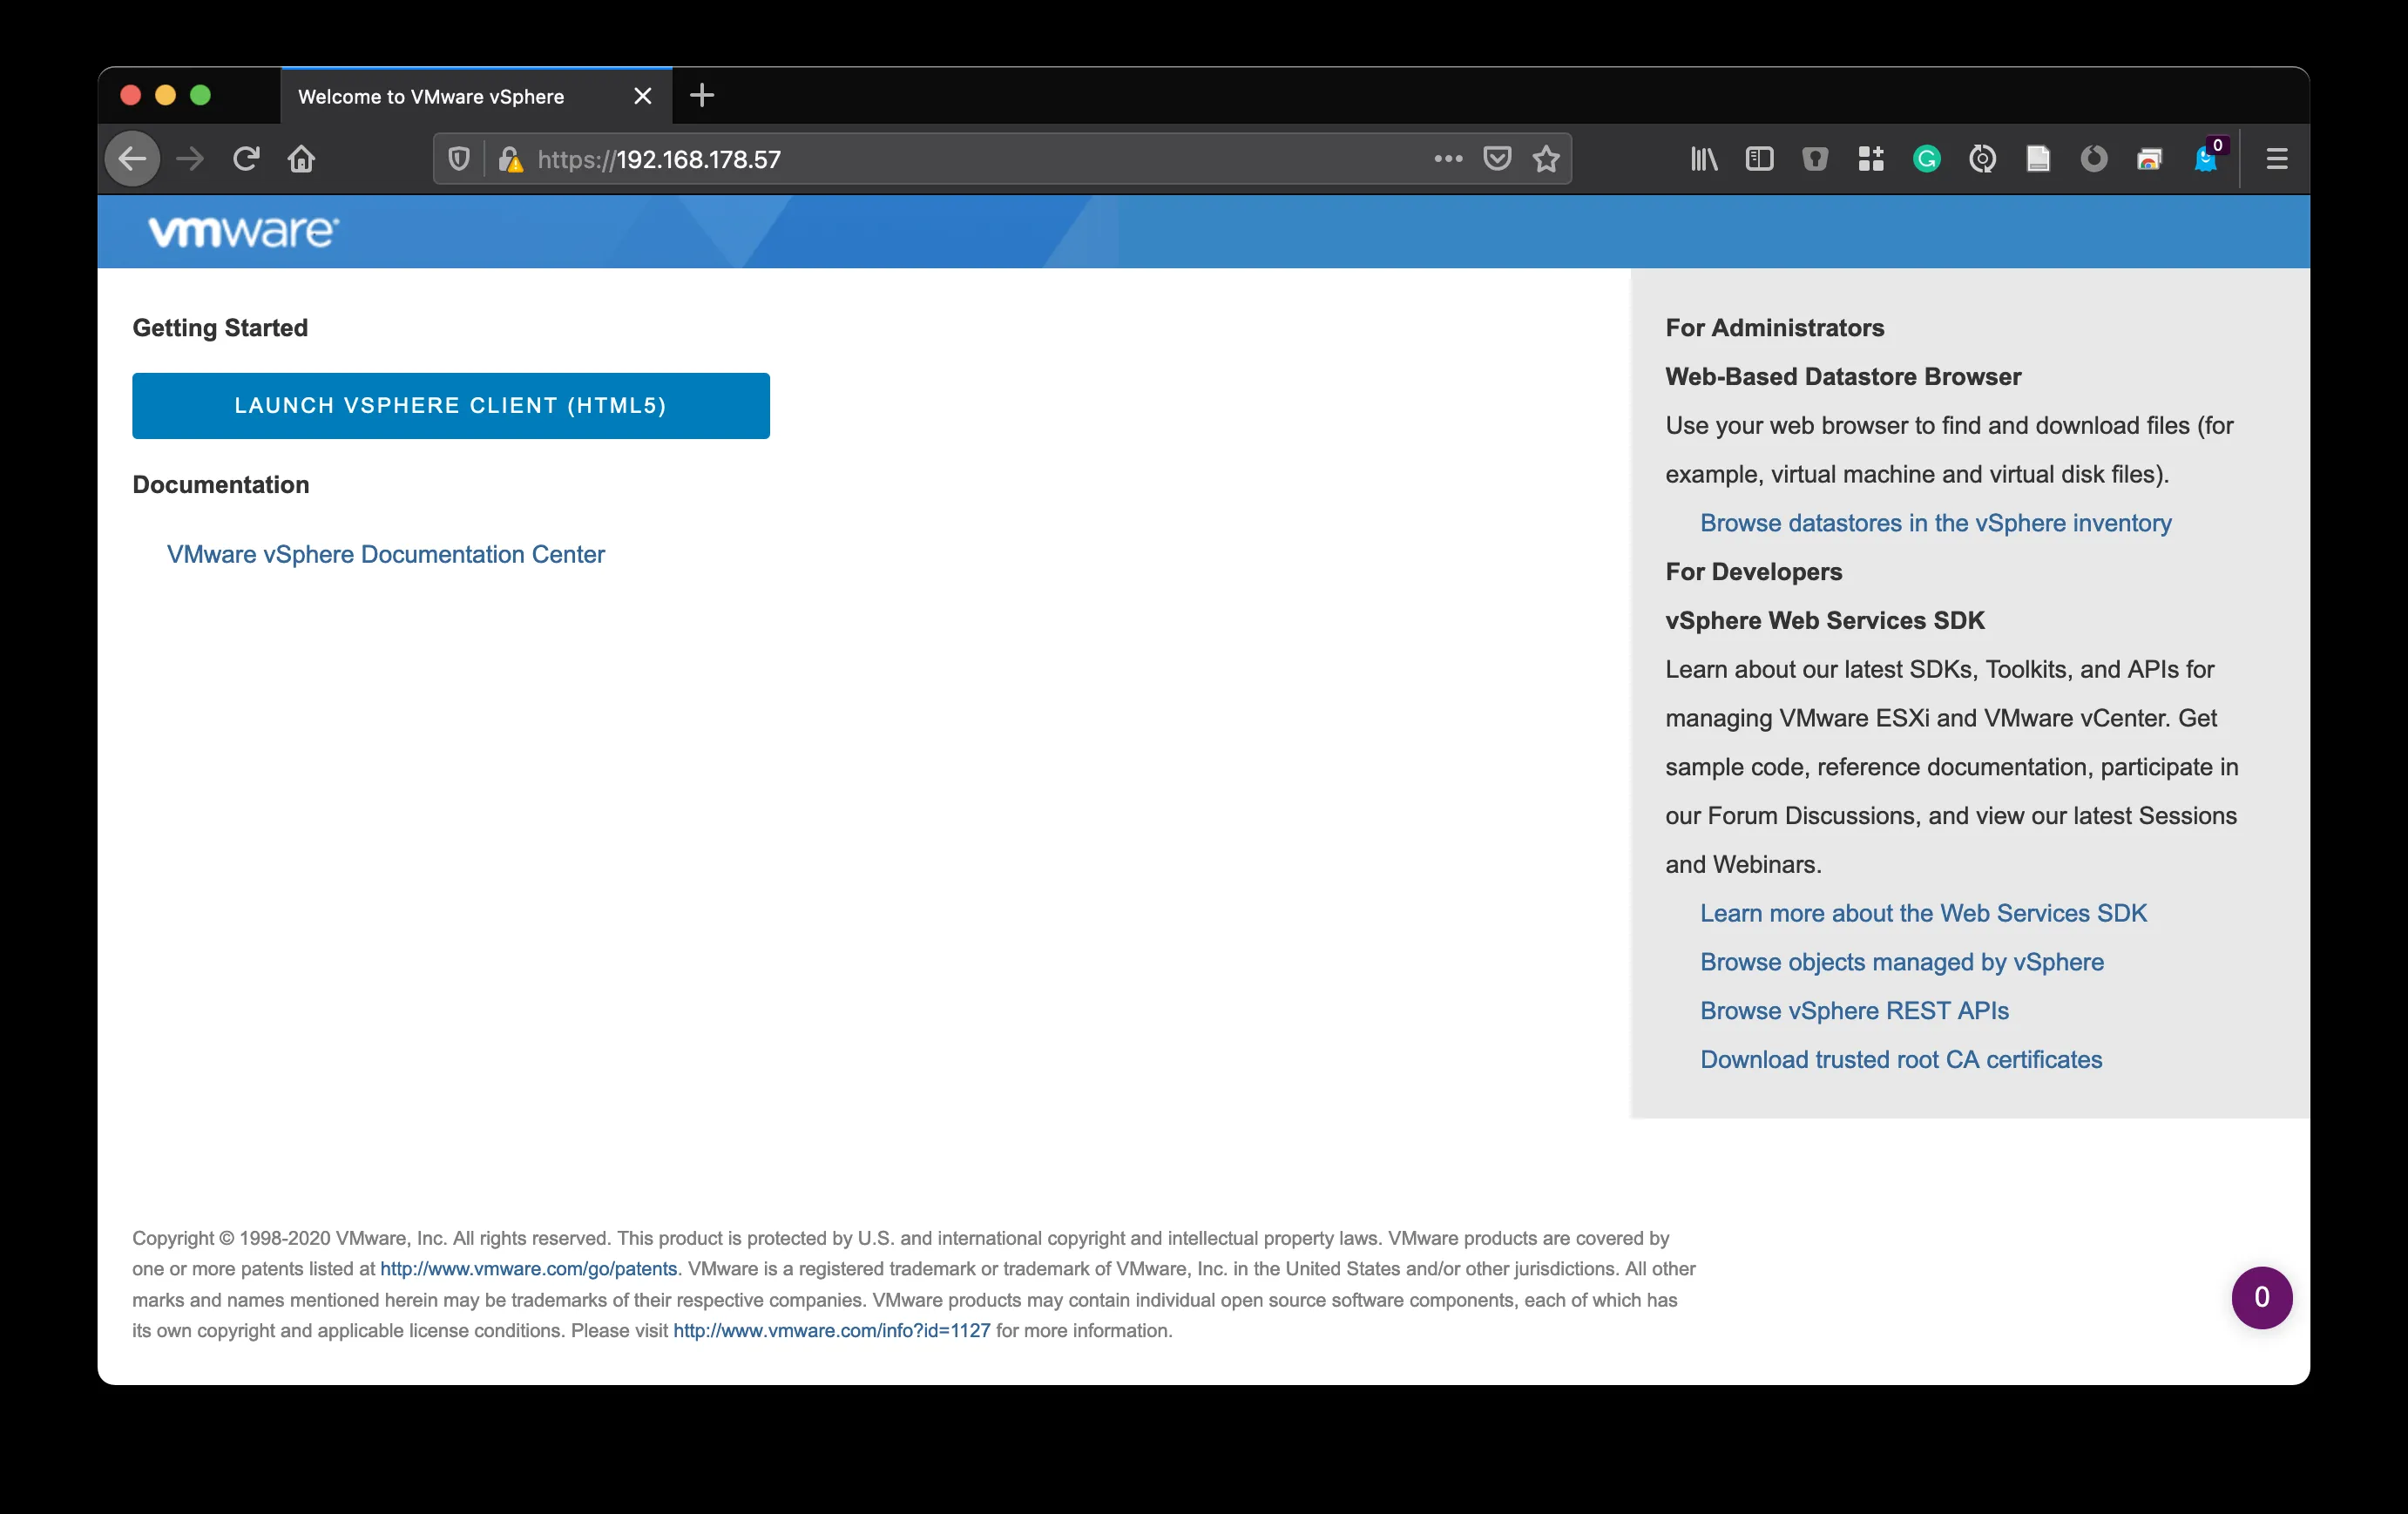 Welcome to VMware vSphere
https://192.168.178.57
0
vmware
Getting Started
LAUNCH VSPHERE CLIENT (HTML5)
Documentation
VMware vSphere Documentation Center
For Administrators
Web-Based Datastore Browser
Use your web browser to find and download files (for
example, virtual machine and virtual disk files).
Browse datastores in the vSphere inventory
For Developers
vSphere Web Services SDK
Learn about our latest SDKs, Toolkits, and APIs for
managing VMware ESXi and VMware vCenter. Get
sample code, reference documentation, participate in
our Forum Discussions, and view our latest Sessions
and Webinars.
Learn more about the Web Services SDK
Browse objects managed by vSphere
Browse vSphere REST APIs
Download trusted root CA certificates
Copyright © 1998-2020 VMware, Inc. All rights reserved. This product is protected by U.S. and international copyright and intellectual property laws. VMware products are covered by
one or more patents listed at http://www.vmware.com/go/patents. VMware is a registered trademark or trademark of VMware, Inc. in the United States and/or other jurisdictions. All other
marks and names mentioned herein may be trademarks of their respective companies. VMware products may contain individual open source software components, each of which has
its own copyright and applicable license conditions. Please visit http://www.vmware.com/info?id=1127 for more information.
0